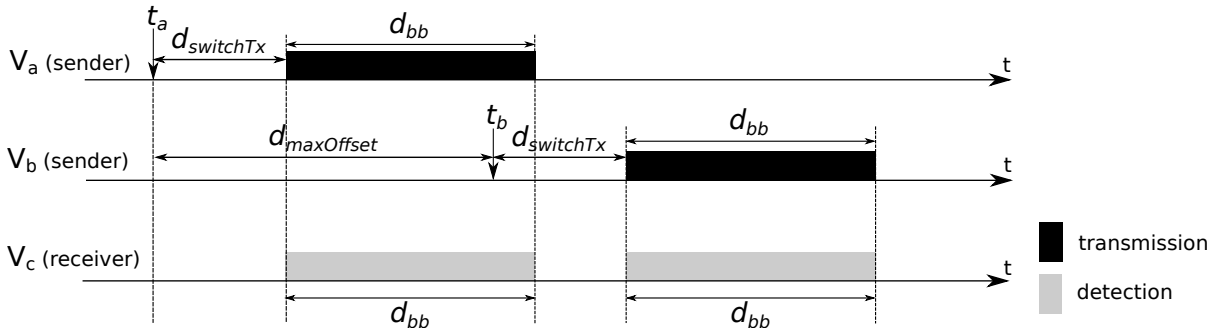 t_a
d_switchTx
d_bb
V_a (sender)
t
d_maxOffset
t_b
d_switchTx
d_bb
V_b (sender)
t
V_c (receiver)
t
d_bb
d_bb
transmission
detection